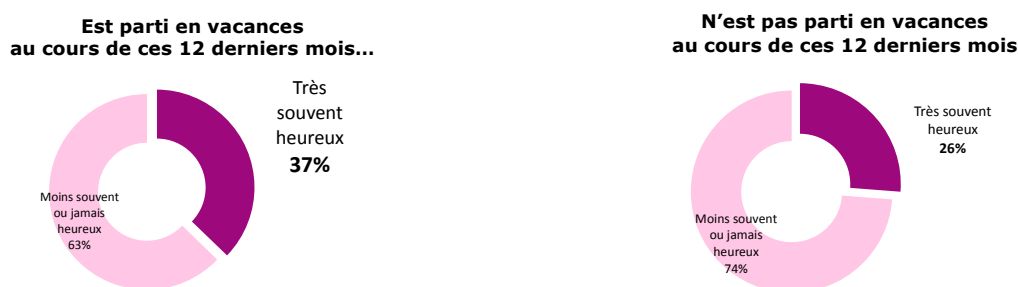 Est parti en vacances
au cours de ces 12 derniers mois…
Très
souvent
heureux
37%
Moins souvent
ou jamais
heureux
63%
N’est pas parti en vacances
au cours de ces 12 derniers mois
Très souvent
heureux
26%
Moins souvent
ou jamais
heureux
74%